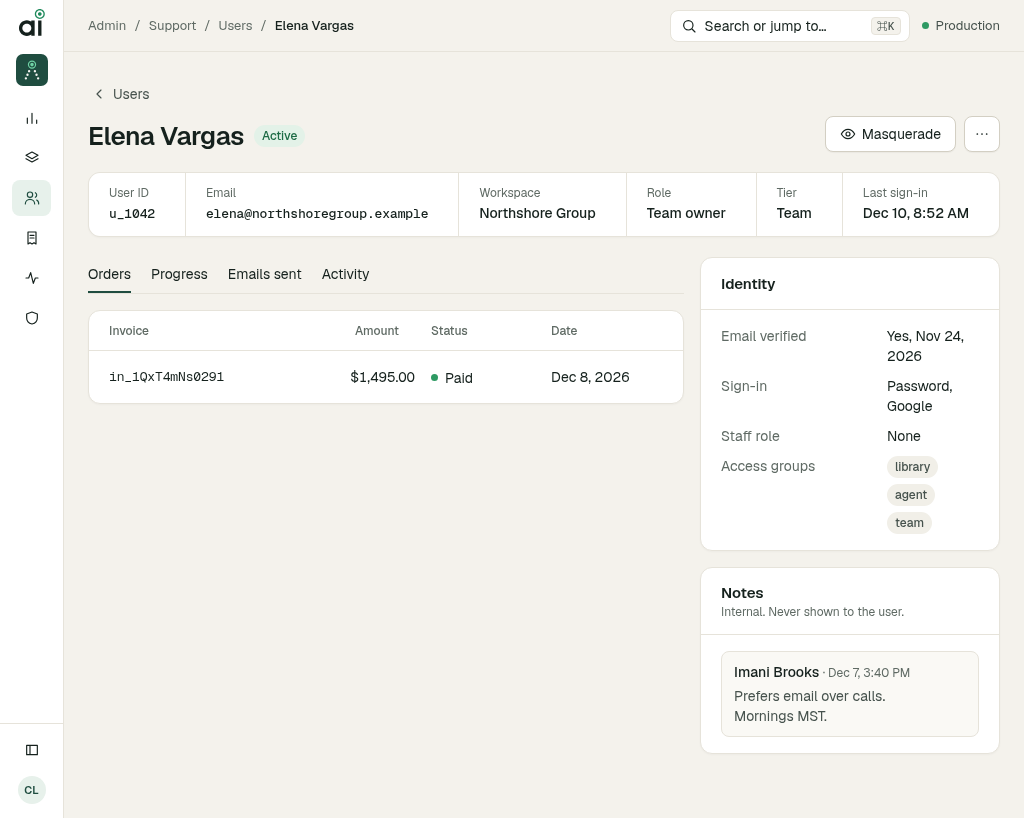 ai
Admin / Support / Users / Elena Vargas
Search or jump to… ⌘K
Production
Users
Elena Vargas Active
Masquerade
···
User ID Email Workspace Role Tier Last sign-in
u_1042 elena@northshoregroup.example Northshore Group Team owner Team Dec 10, 8:52 AM
Orders Progress Emails sent Activity
Invoice Amount Status Date
in_1QxT4mNs0291 $1,495.00 Paid Dec 8, 2026
Identity
Email verified Yes, Nov 24,
2026
Sign-in Password,
Google
Staff role None
Access groups library
agent
team
Notes
Internal. Never shown to the user.
Imani Brooks · Dec 7, 3:40 PM
Prefers email over calls.
Mornings MST.
CL